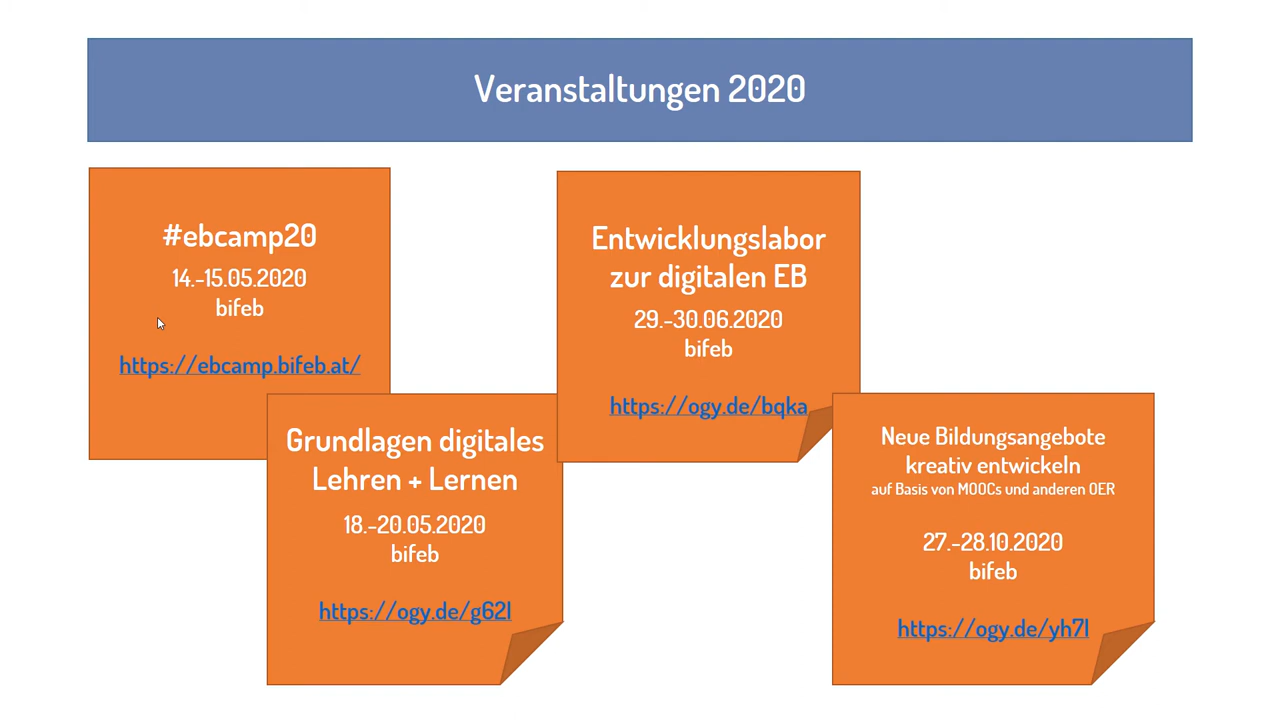 Veranstaltungen 2020
#ebcamp20
14.-15.05.2020
bifeb
https://ebcamp.bifeb.at/
Grundlagen digitales
Lehren + Lernen
18.-20.05.2020
bifeb
https://ogy.de/g62l
Entwicklungslabor
zur digitalen EB
29.-30.06.2020
bifeb
https://ogy.de/bqka
Neue Bildungsangebote
kreativ entwickeln
auf Basis von MOOCs und anderen OER
27.-28.10.2020
bifeb
https://ogy.de/yh7l